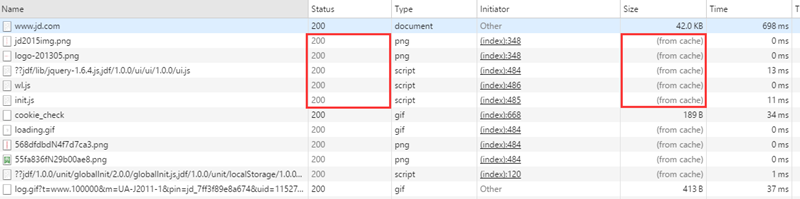 Name Status Type Initiator Size Time T
www.jd.com 200 document Other 42.0 KB 698 ms
jd2015img.png 200 png (index):348 (from cache) 0 ms
logo-201305.png 200 png (index):348 (from cache) 0 ms
??jdf/lib/jquery-1.6.4.js,jdf/1.0.0/ui/ui/1.0.0/ui.js 200 script (index):484 (from cache) 13 ms
wl.js 200 script (index):486 (from cache) 0 ms
init.js 200 script (index):485 (from cache) 11 ms
cookie_check 200 gif (index):668 189 B 34 ms
loading.gif 200 gif (index):484 (from cache) 0 ms
568dfdbdN4f7d7ca3.png 200 png (index):484 (from cache) 0 ms
55fa836fN29b00ae8.png 200 png (index):484 (from cache) 0 ms
??jdf/1.0.0/unit/globalInit/2.0.0/globalInit.js,jdf/1.0.0/unit/localStorage/1.0.0... 200 script (index):120 (from cache) 1 ms
log.gif?t=www.100000&m=UA-J2011-1&pin=jd_7ff3f89e8a674&uid=11527... 200 gif Other 413 B 37 ms